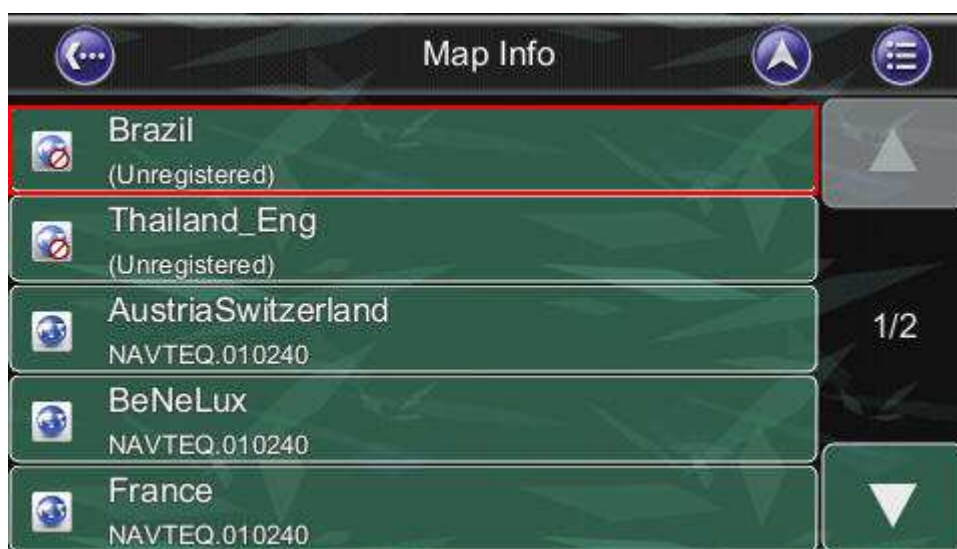 Map Info
Brazil
(Unregistered)
Thailand_Eng
(Unregistered)
AustriaSwitzerland
NAVTEQ.010240
1/2
BeNeLux
NAVTEQ.010240
France
NAVTEQ.010240